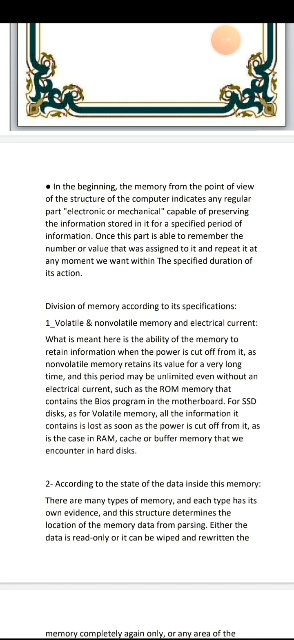 ● In the beginning, the memory from the point of view
of the structure of the computer indicates any regular
part "electronic or mechanical" capable of preserving
the information stored in it for a specified period of
information. Once this part is able to remember the
number or value that was assigned to it and repeat it at
any moment we want within The specified duration of
its action.
Division of memory according to its specifications:
1_Volatile & nonvolatile memory and electrical current:
What is meant here is the ability of the memory to
retain information when the power is cut off from it, as
nonvolatile memory retains its value for a very long
time, and this period may be unlimited even without an
electrical current, such as the ROM memory that
contains the Bios program in the motherboard. For SSD
disks, as for Volatile memory, all the information it
contains is lost as soon as the power is cut off from it, as
is the case in RAM, cache or buffer memory that we
encounter in hard disks.
2- According to the state of the data inside this memory:
There are many types of memory, and each type has its
own evidence, and this structure determines the
location of the memory data from parsing. Either the
data is read-only or it can be wiped and rewritten the
memory completely again only, or any area of the